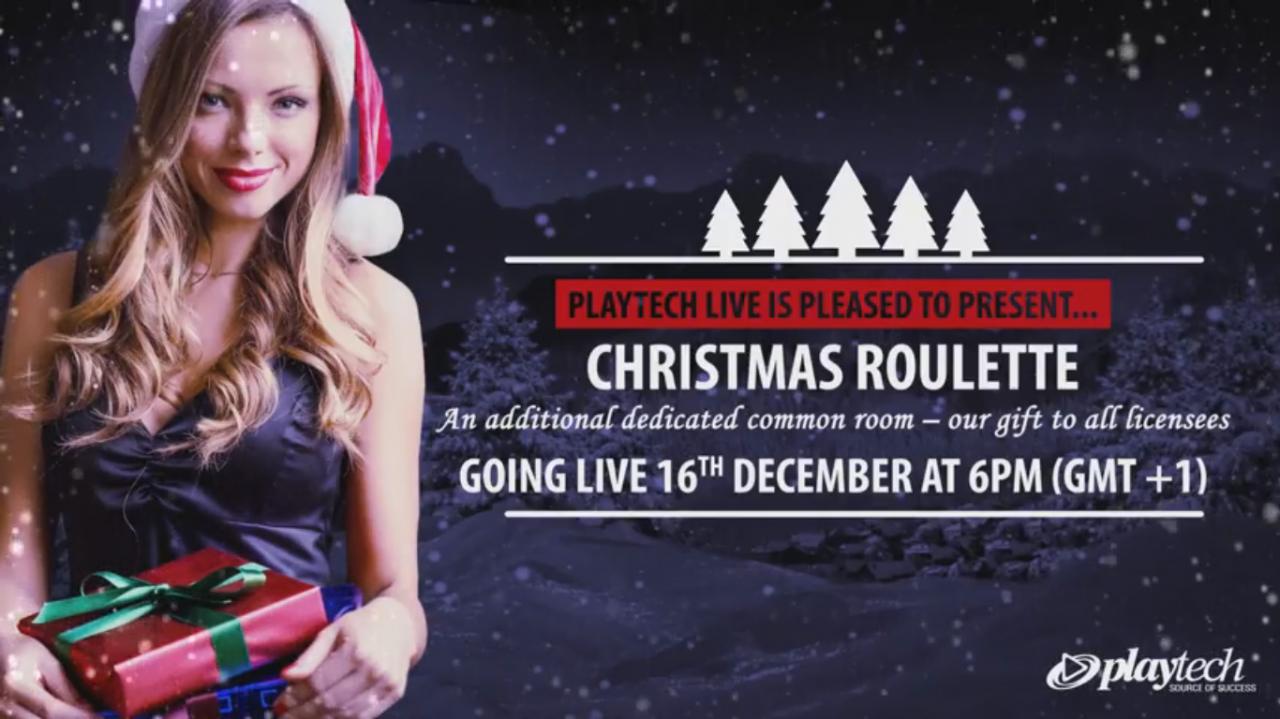 PLAYTECH LIVE IS PLEASED TO PRESENT...
CHRISTMAS ROULETTE
An additional dedicated common room – our gift to all licensees
GOING LIVE 16TH DECEMBER AT 6PM (GMT +1)
playtech
SOURCE OF SUCCESS